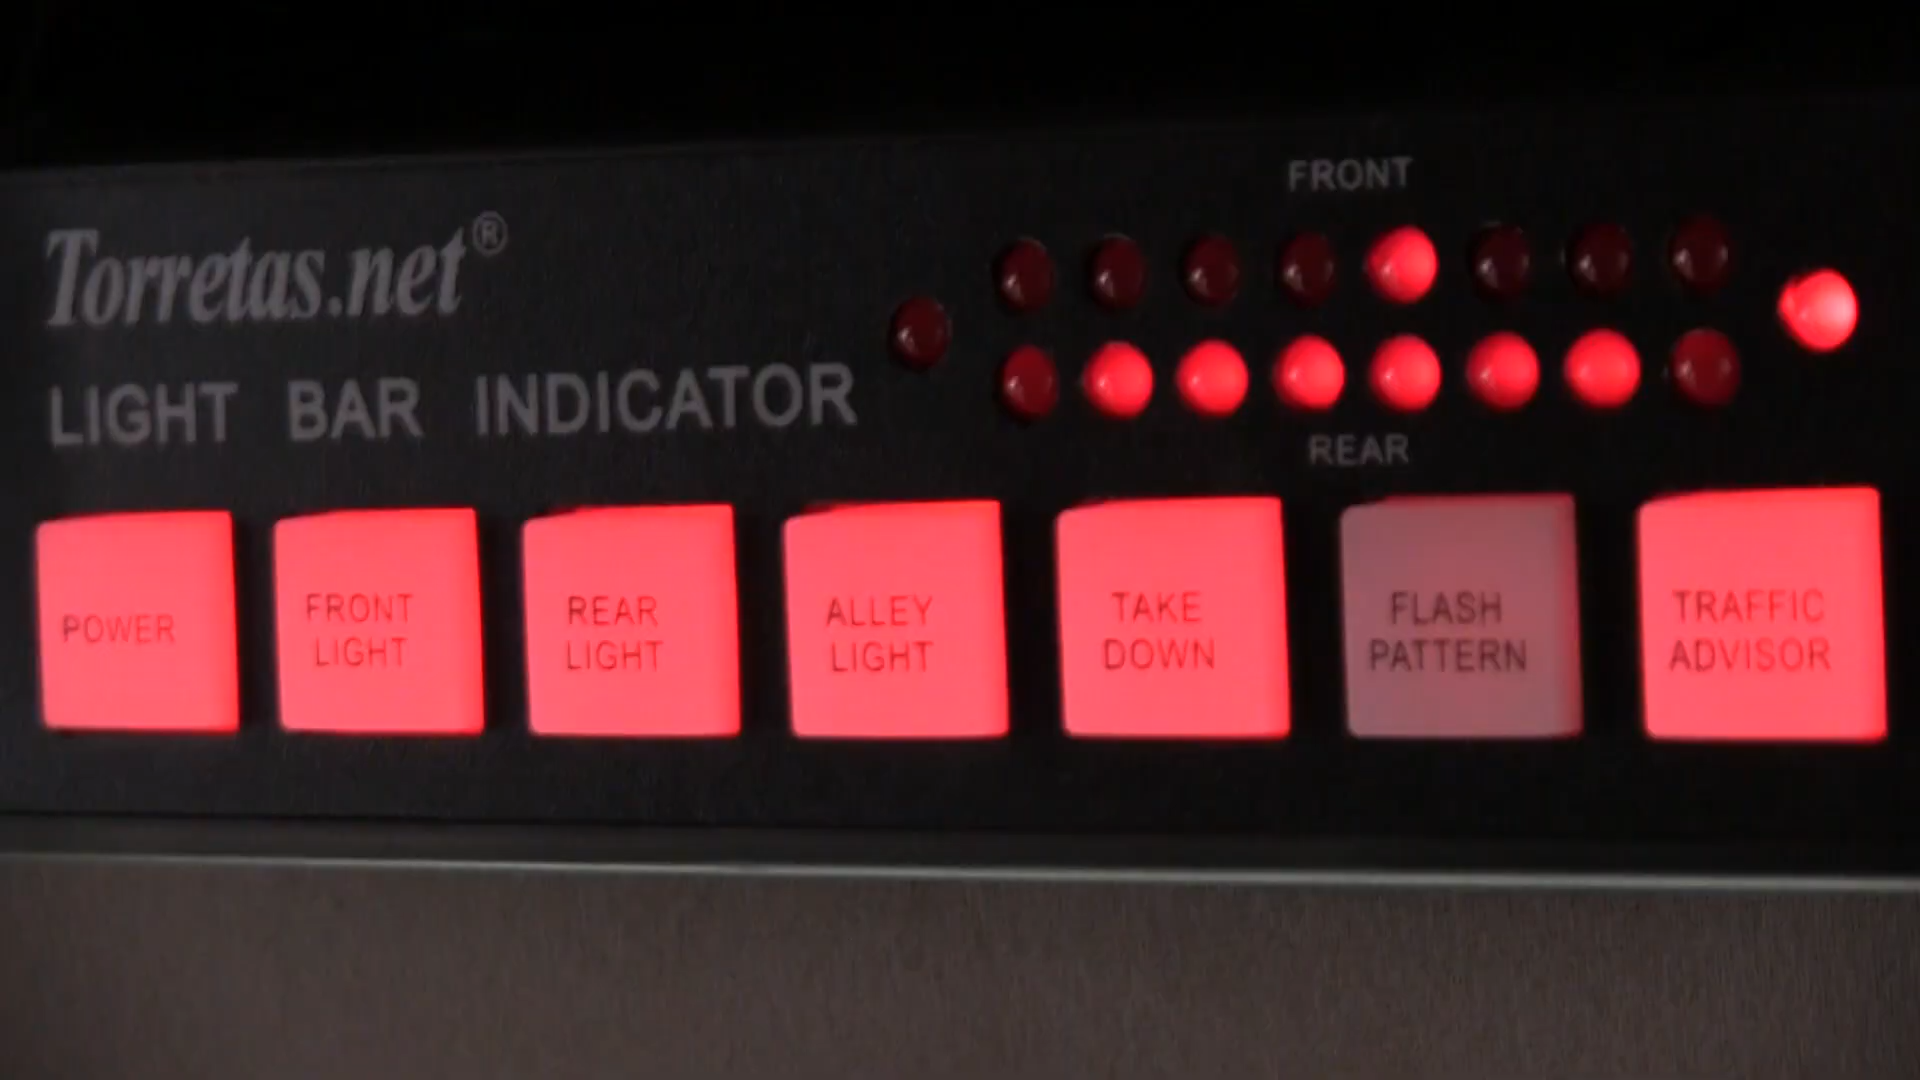 Torretas.net®
LIGHT BAR INDICATOR
FRONT
REAR
POWER
FRONT
LIGHT
REAR
LIGHT
ALLEY
LIGHT
TAKE
DOWN
FLASH
PATTERN
TRAFFIC
ADVISOR